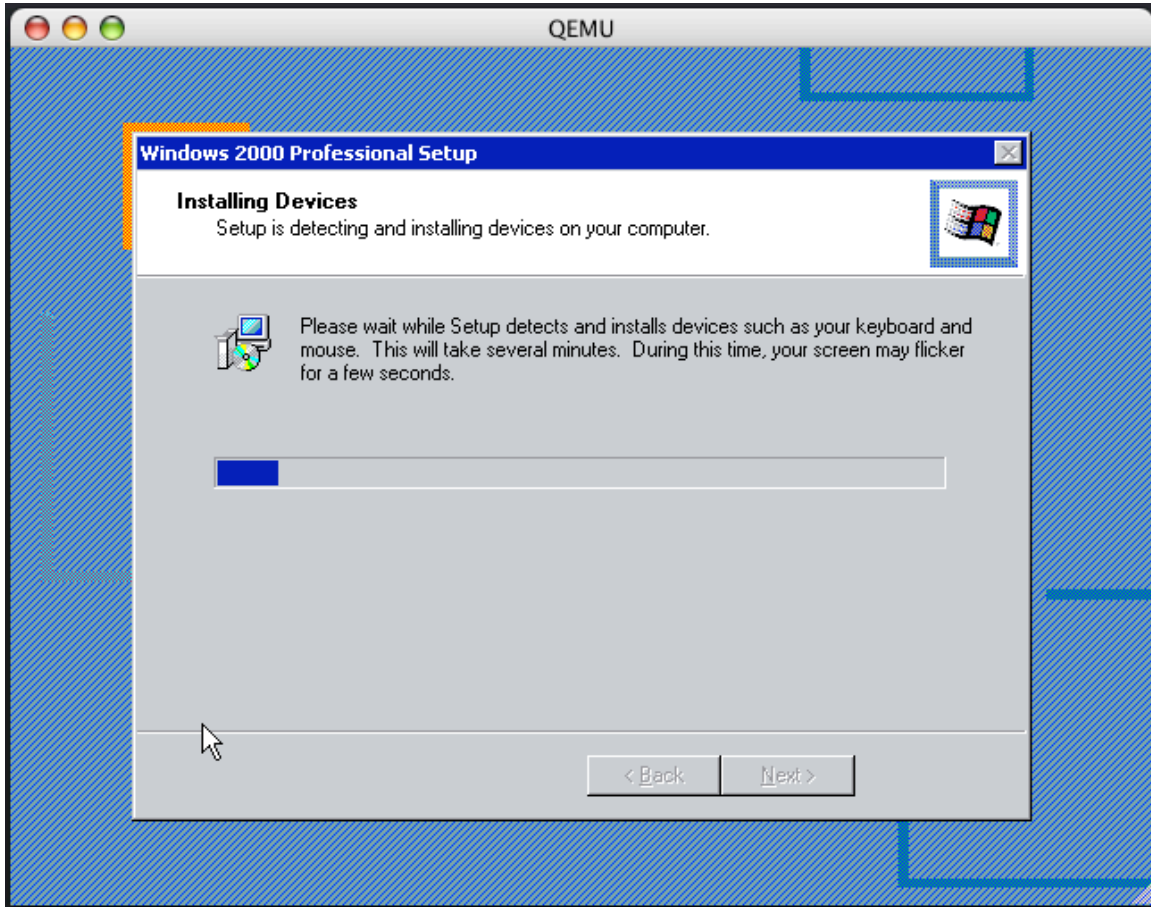 QEMU
Windows 2000 Professional Setup
Installing Devices
Setup is detecting and installing devices on your computer.
Please wait while Setup detects and installs devices such as your keyboard and
mouse.  This will take several minutes.  During this time, your screen may flicker
for a few seconds.
< Back
Next >